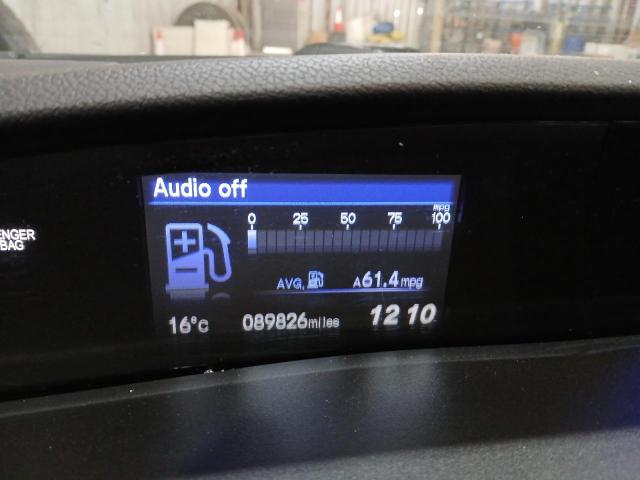 Audio off
mpg
0 25 50 75 100
ENGER
BAG
AVG. A61.4mpg
16°c 089826miles 12 10